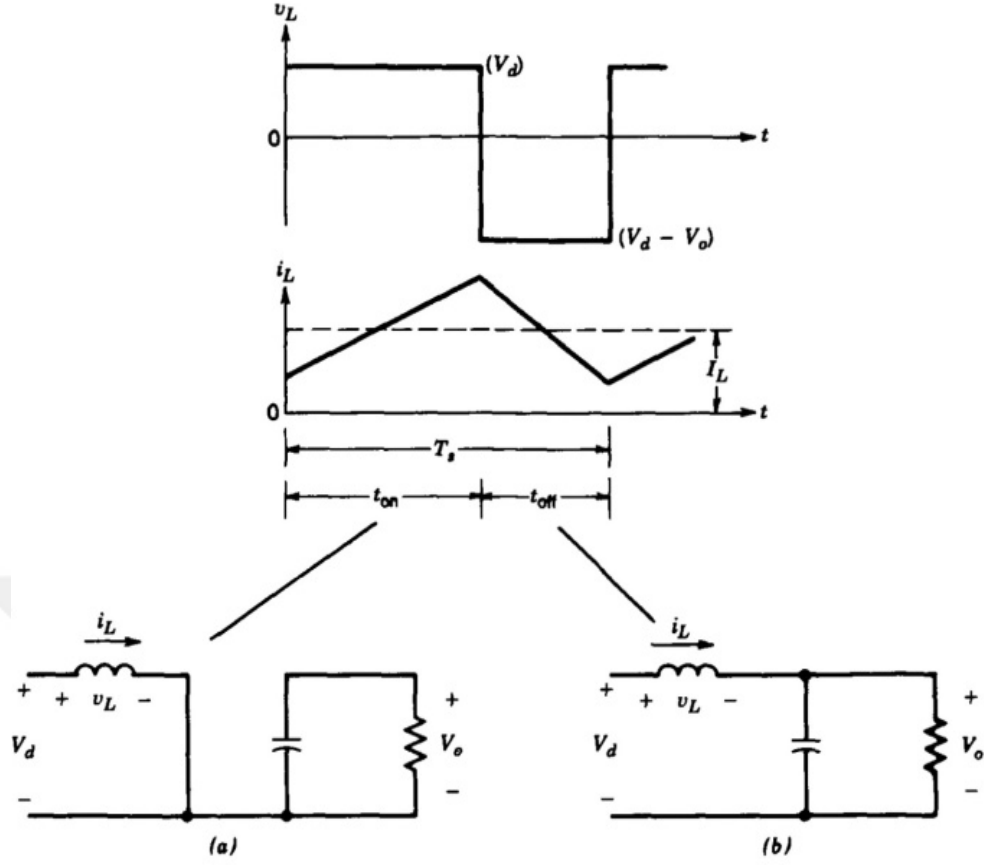 v_L
(V_d)
0
t
(V_d − V_o)
i_L
I_L
0
t
T_s
t_on
t_off
i_L
+ + v_L −
V_d
−
+
V_o
−
(a)
i_L
+ + v_L −
V_d
−
+
V_o
−
(b)